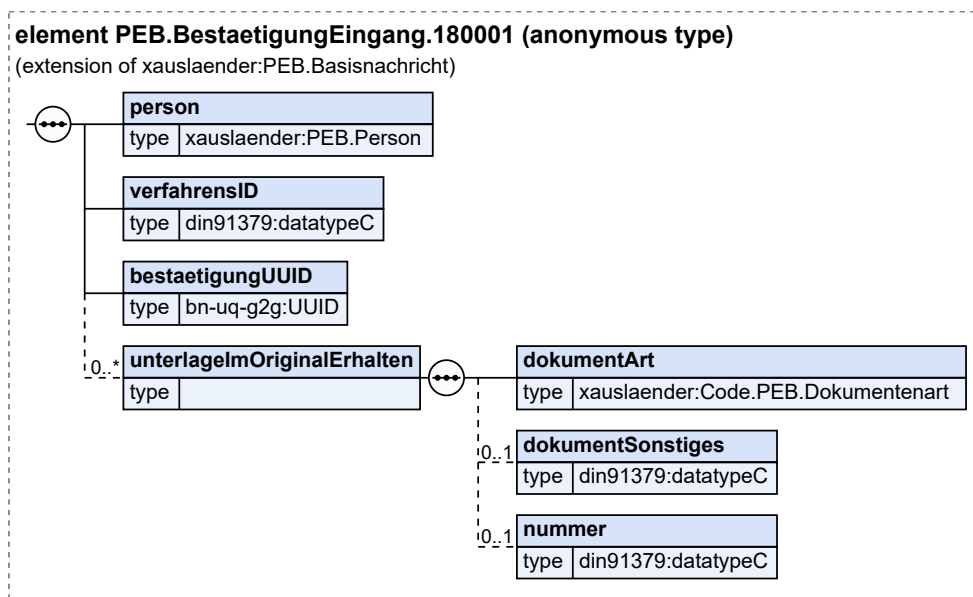 element PEB.BestaetigungEingang.180001 (anonymous type)
(extension of xauslaender:PEB.Basisnachricht)
person
type xauslaender:PEB.Person
verfahrensID
type din91379:datatypeC
bestaetigungUUID
type bn-uq-g2g:UUID
0..* unterlageImOriginalErhalten
type
dokumentArt
type xauslaender:Code.PEB.Dokumentenart
0..1 dokumentSonstiges
type din91379:datatypeC
0..1 nummer
type din91379:datatypeC